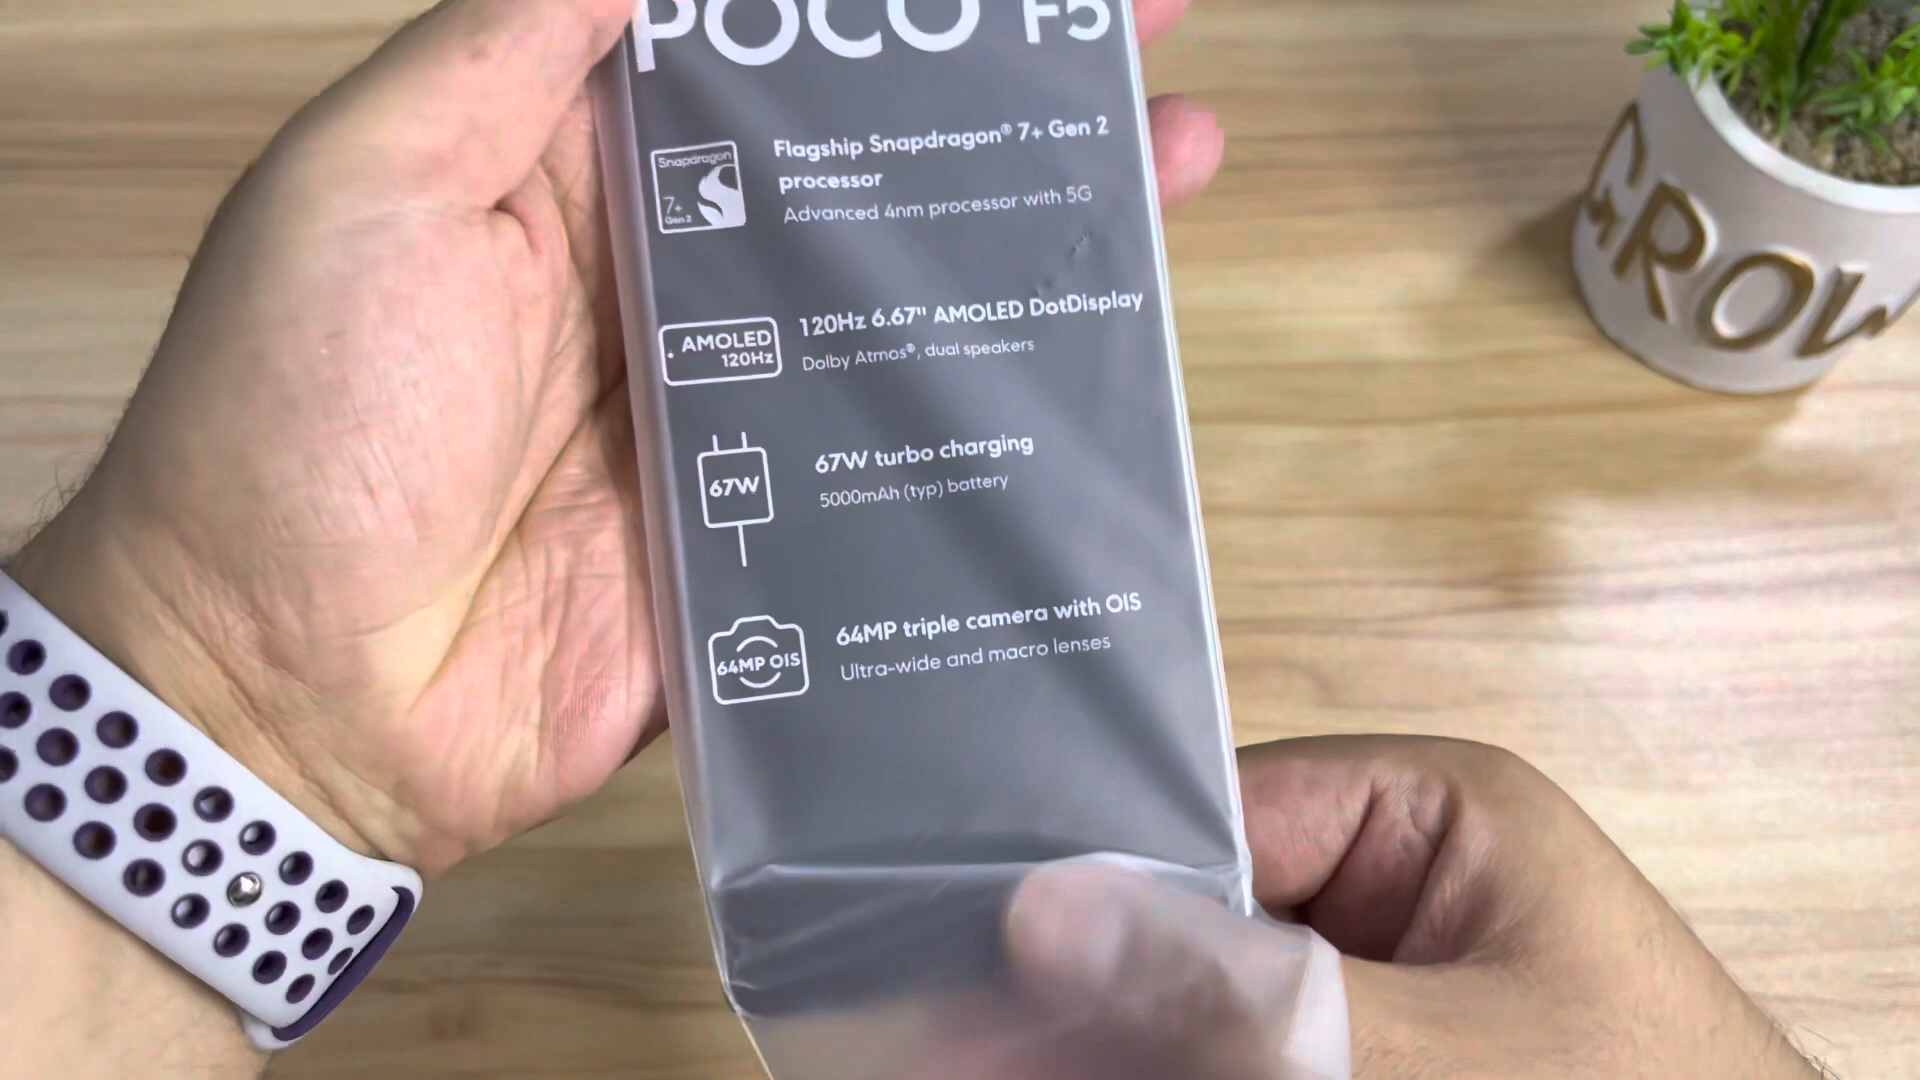 POCO F5
Snapdragon
7+
Gen 2
Flagship Snapdragon® 7+ Gen 2
processor
Advanced 4nm processor with 5G
AMOLED
120Hz
120Hz 6.67" AMOLED DotDisplay
Dolby Atmos®, dual speakers
67W
67W turbo charging
5000mAh (typ) battery
64MP OIS
64MP triple camera with OIS
Ultra-wide and macro lenses
GROW